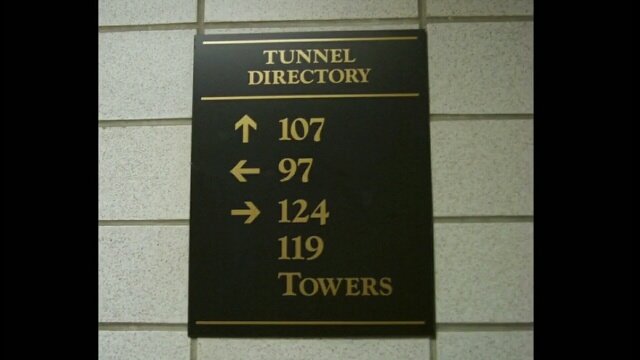 TUNNEL
DIRECTORY
↑ 107
← 97
→ 124
119
TOWERS